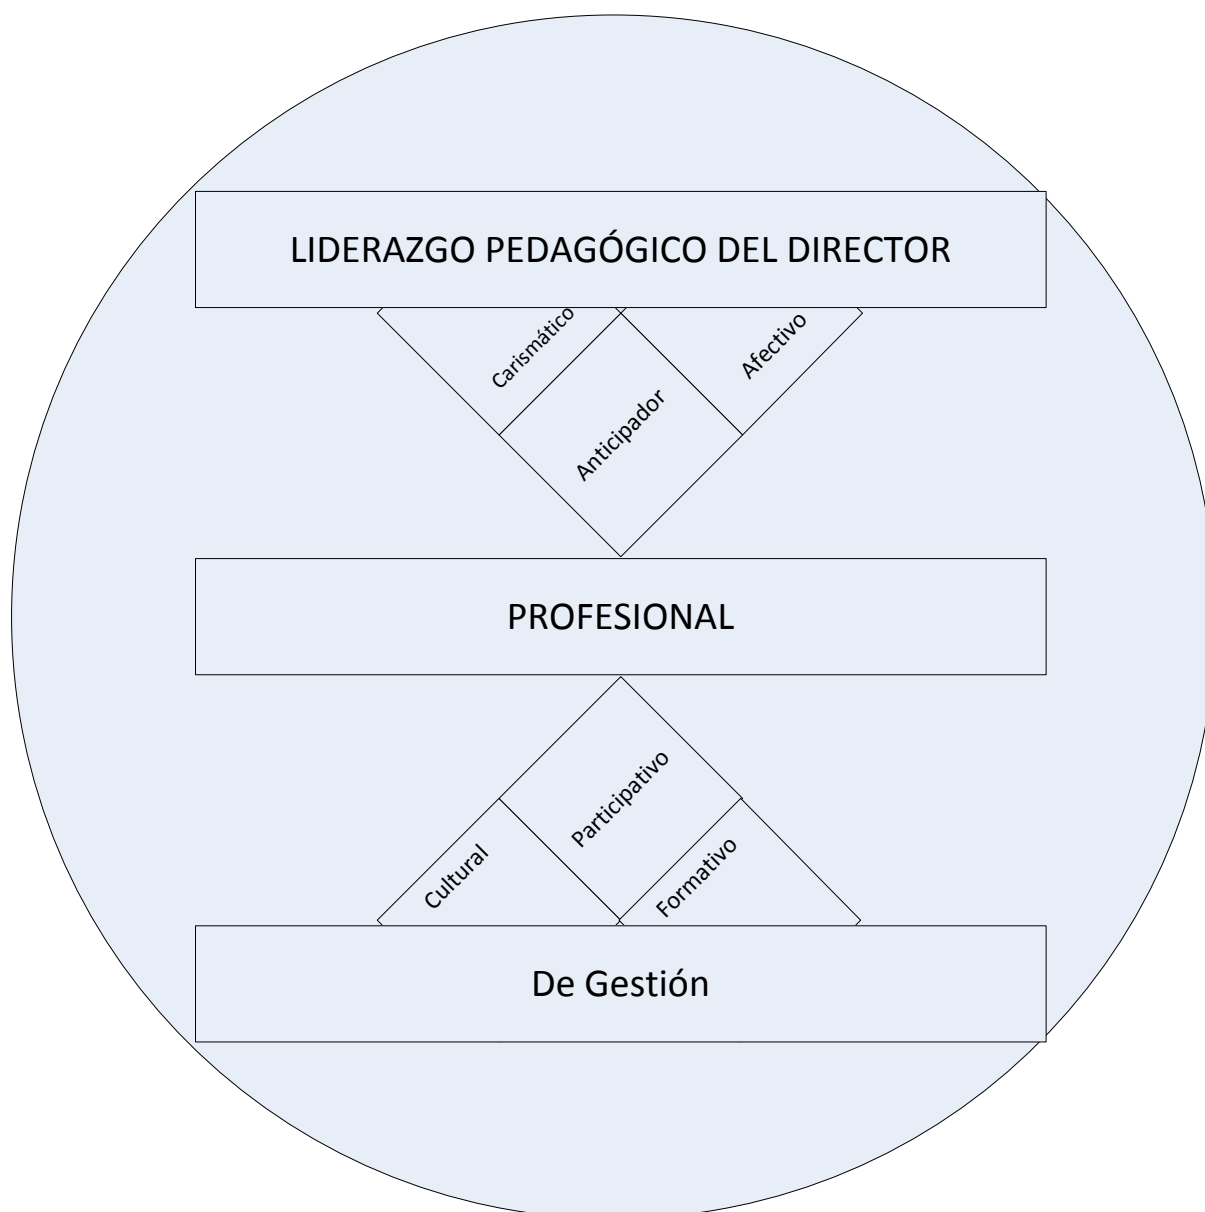 LIDERAZGO PEDAGÓGICO DEL DIRECTOR
Carismático
Afectivo
Anticipador
PROFESIONAL
Participativo
Cultural
Formativo
De Gestión